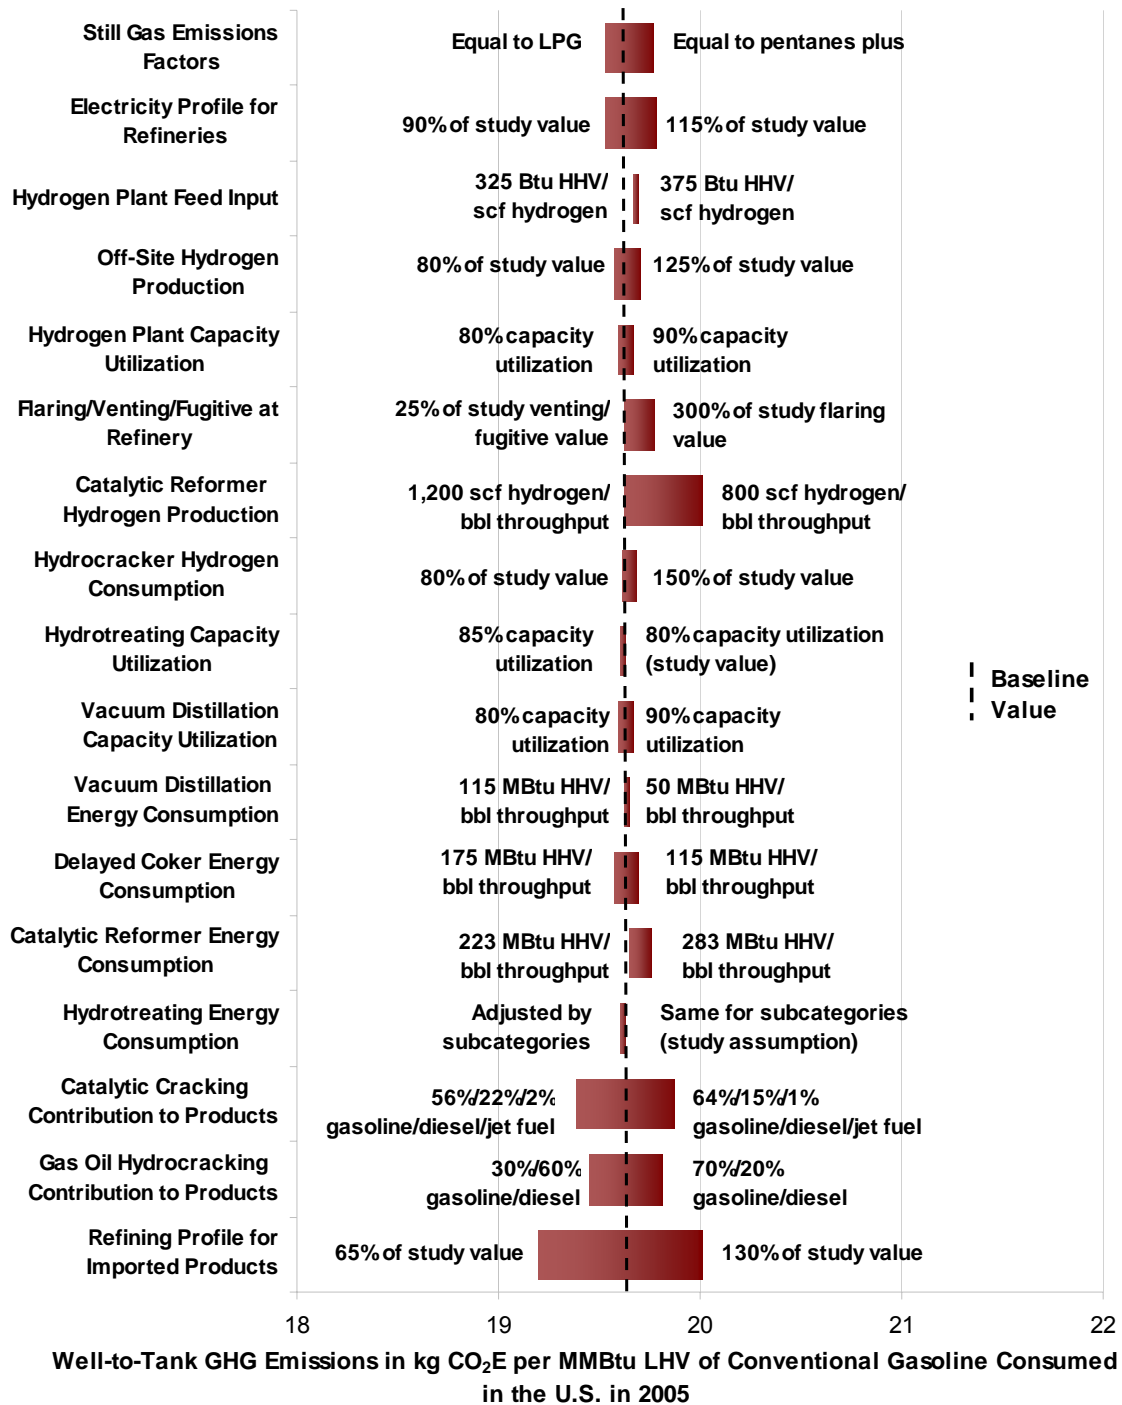 Still Gas Emissions
Factors
Equal to LPG
Equal to pentanes plus
Electricity Profile for
Refineries
90% of study value
115% of study value
Hydrogen Plant Feed Input
325 Btu HHV/
scf hydrogen
375 Btu HHV/
scf hydrogen
Off-Site Hydrogen
Production
80% of study value
125% of study value
Hydrogen Plant Capacity
Utilization
80% capacity
utilization
90% capacity
utilization
Flaring/Venting/Fugitive at
Refinery
25% of study venting/
fugitive value
300% of study flaring
value
Catalytic Reformer
Hydrogen Production
1,200 scf hydrogen/
bbl throughput
800 scf hydrogen/
bbl throughput
Hydrocracker Hydrogen
Consumption
80% of study value
150% of study value
Hydrotreating Capacity
Utilization
85% capacity
utilization
80% capacity utilization
(study value)
Vacuum Distillation
Capacity Utilization
80% capacity
utilization
90% capacity
utilization
Vacuum Distillation
Energy Consumption
115 MBtu HHV/
bbl throughput
50 MBtu HHV/
bbl throughput
Delayed Coker Energy
Consumption
175 MBtu HHV/
bbl throughput
115 MBtu HHV/
bbl throughput
Catalytic Reformer Energy
Consumption
223 MBtu HHV/
bbl throughput
283 MBtu HHV/
bbl throughput
Hydrotreating Energy
Consumption
Adjusted by
subcategories
Same for subcategories
(study assumption)
Catalytic Cracking
Contribution to Products
56%/22%/2%
gasoline/diesel/jet fuel
64%/15%/1%
gasoline/diesel/jet fuel
Gas Oil Hydrocracking
Contribution to Products
30%/60%
gasoline/diesel
70%/20%
gasoline/diesel
Refining Profile for
Imported Products
65% of study value
130% of study value
Baseline
Value
18 19 20 21 22
Well-to-Tank GHG Emissions in kg CO₂E per MMBtu LHV of Conventional Gasoline Consumed
in the U.S. in 2005